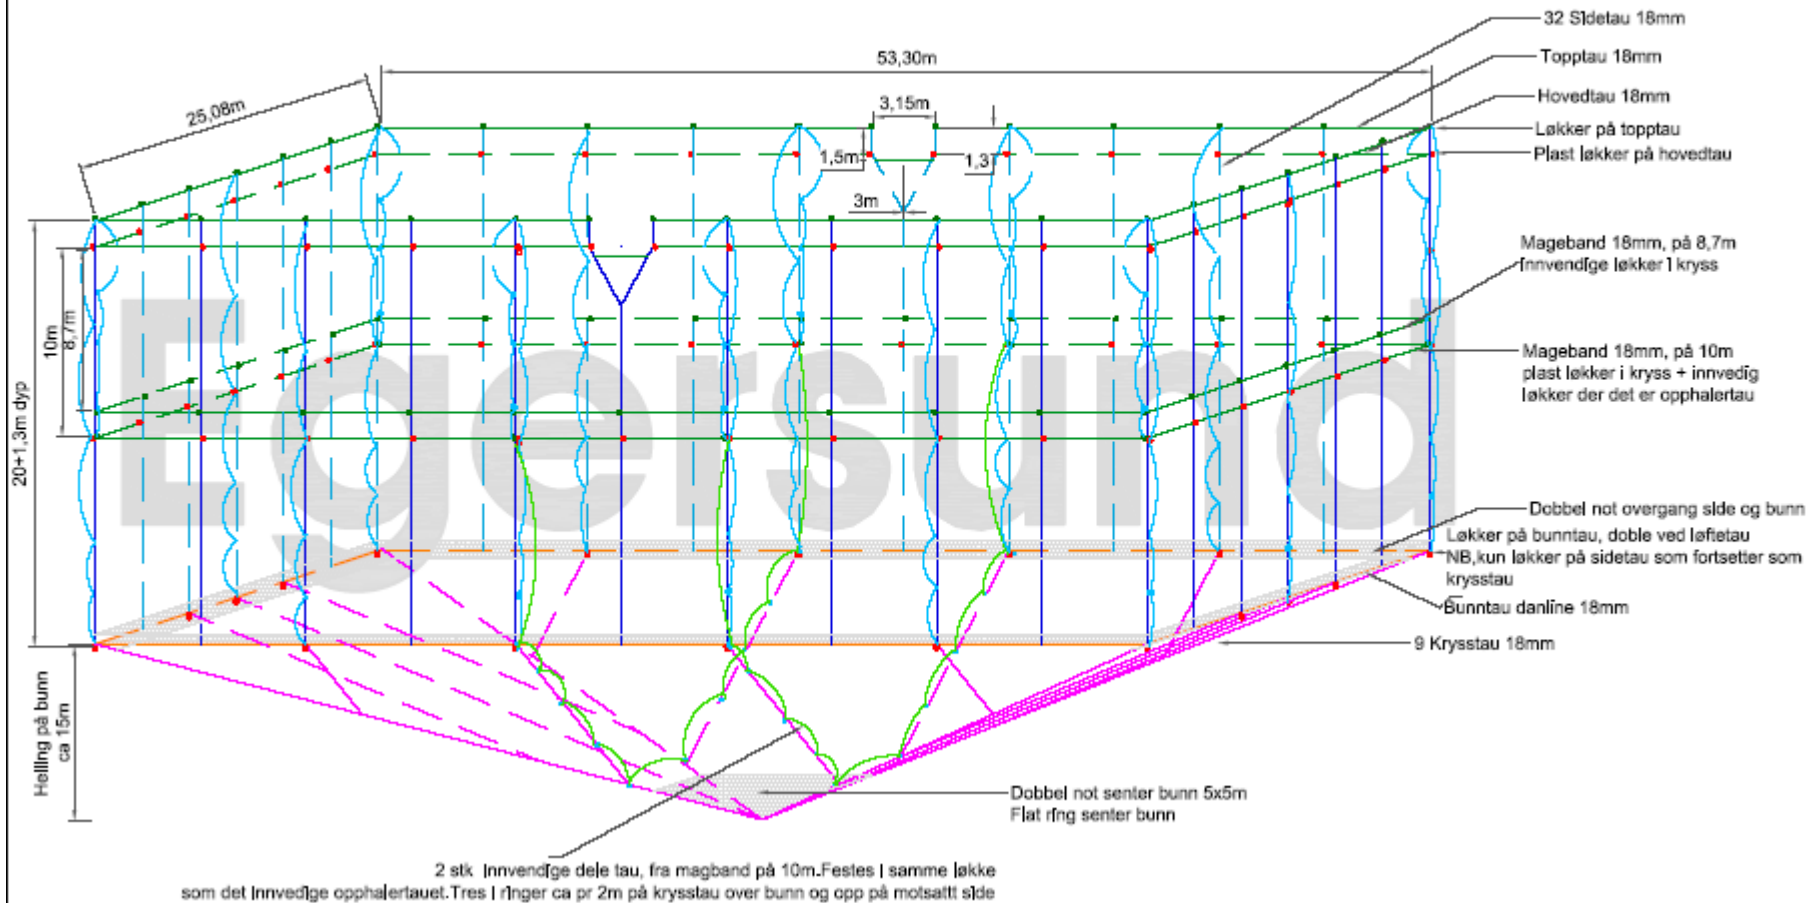 32 Sidetau 18mm
Topptau 18mm
Hovedtau 18mm
Løkker på topptau
Plast løkker på hovedtau
53,30m
25,08m
3,15m
1,5m
1,3
3m
Mageband 18mm, på 8,7m
Innvendige løkker i kryss
10m
8,7m
Mageband 18mm, på 10m
plast løkker i kryss + innvedig
løkker der det er opphalertau
20+1,3m dyp
Egersund
Dobbel not overgang side og bunn
Løkker på bunntau, doble ved løftetau
NB,kun løkker på sidetau som fortsetter som
krysstau
Bunntau danline 18mm
9 Krysstau 18mm
Helling på bunn
ca 15m
Dobbel not senter bunn 5x5m
Flat ring senter bunn
2 stk Innvendige dele tau, fra magband på 10m.Festes i samme løkke
som det Innvedige opphalertauet.Tres i ringer ca pr 2m på krysstau over bunn og opp på motsattt side